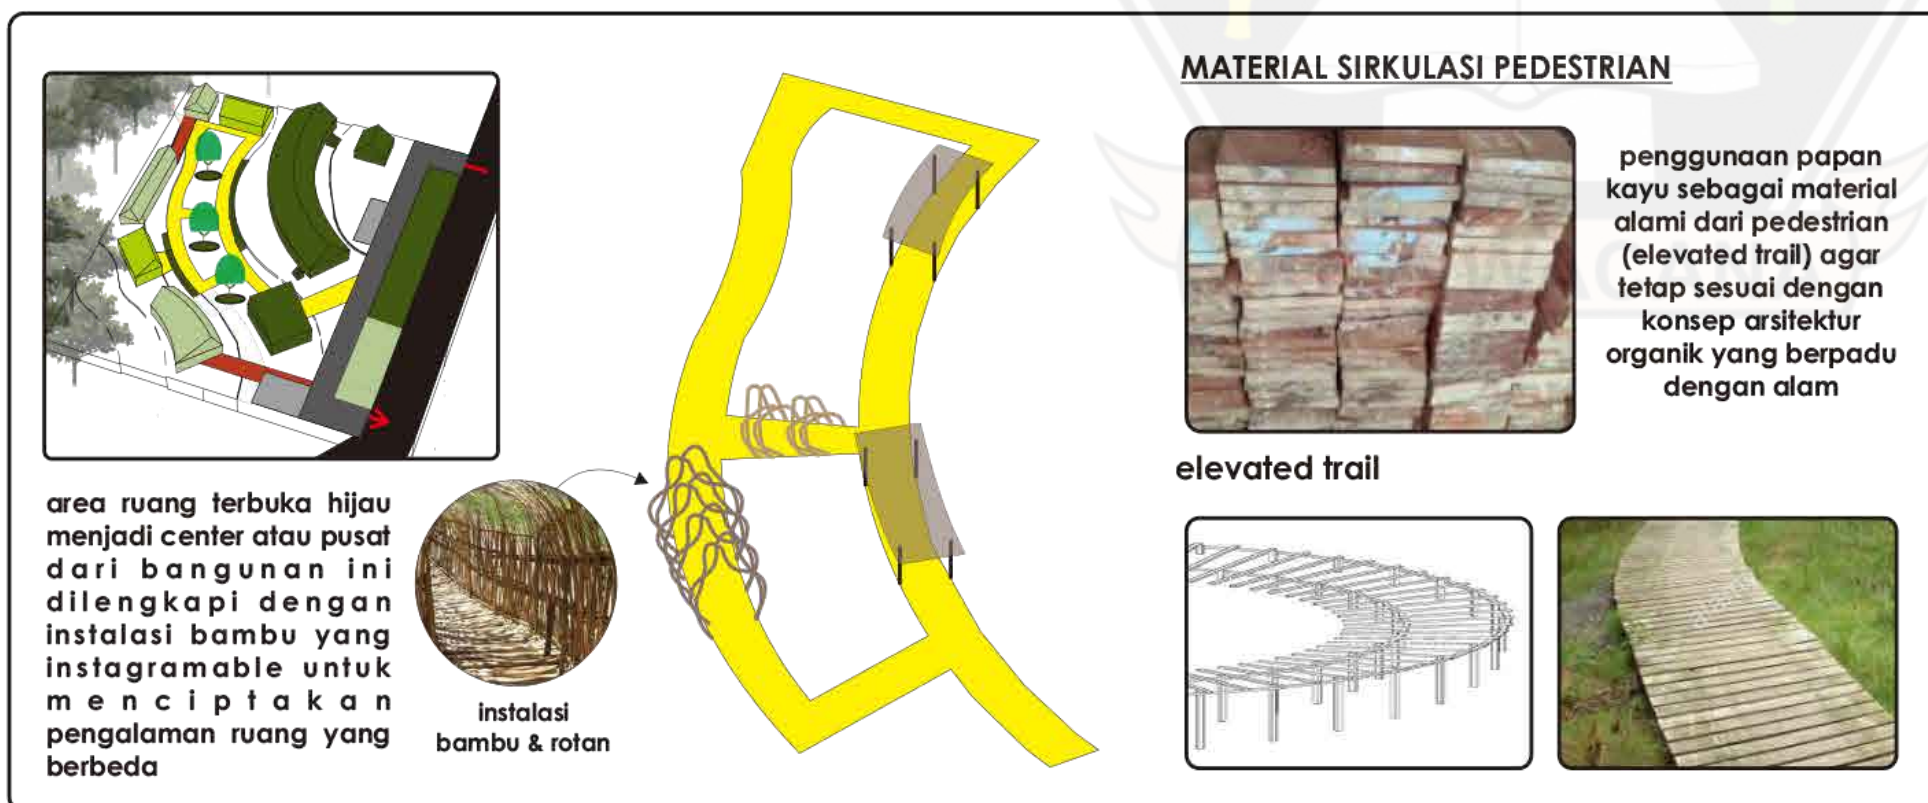 MATERIAL SIRKULASI PEDESTRIAN
penggunaan papan
kayu sebagai material
alami dari pedestrian
(elevated trail) agar
tetap sesuai dengan
konsep arsitektur
organik yang berpadu
dengan alam
elevated trail
area ruang terbuka hijau
menjadi center atau pusat
dari bangunan ini
dilengkapi dengan
instalasi bambu yang
instagramable untuk
menciptakan
pengalaman ruang yang
berbeda
instalasi
bambu & rotan